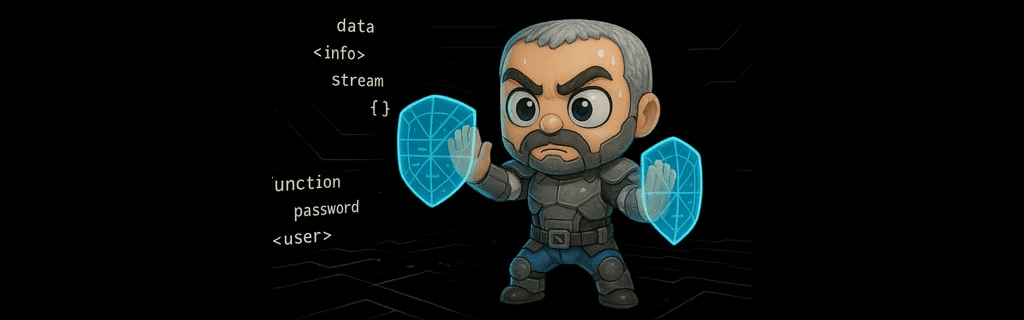 data
<info>
stream
{}
unction
password
<user>